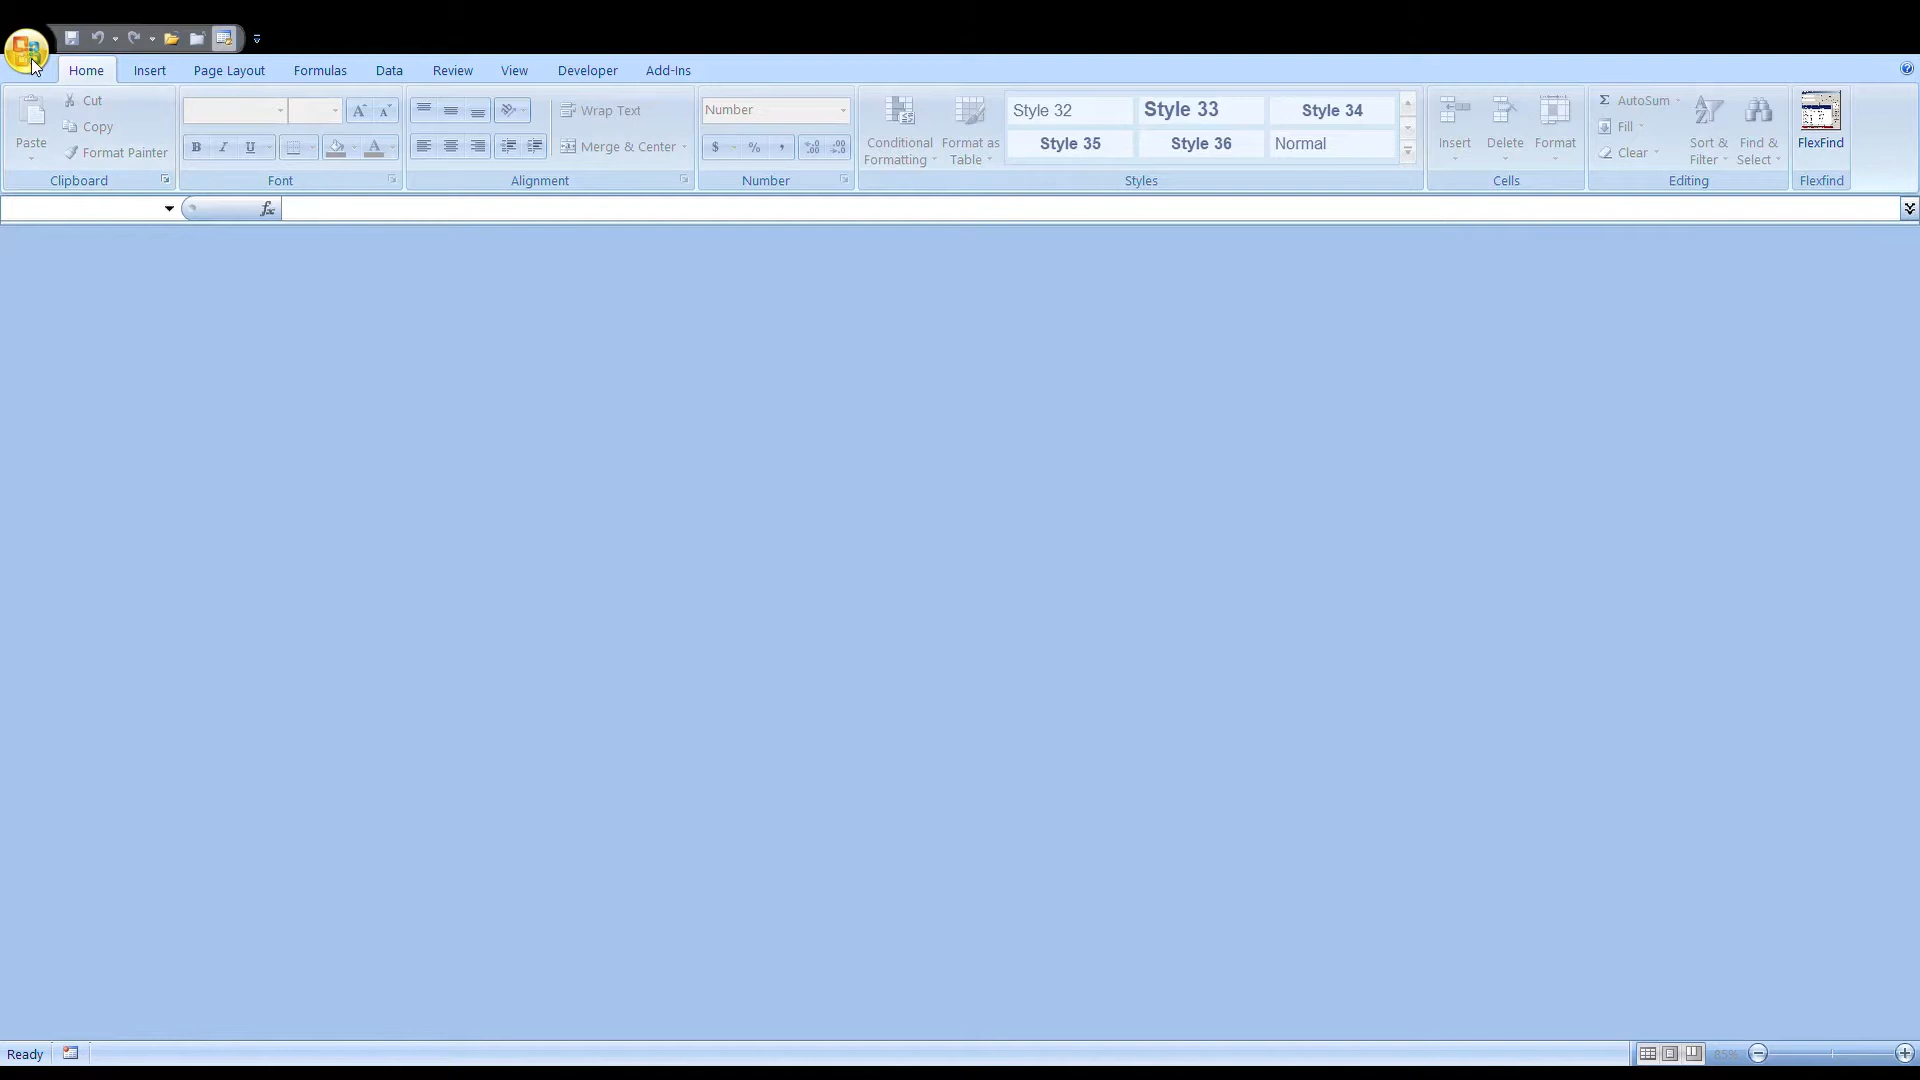 Home Insert Page Layout Formulas Data Review View Developer Add-Ins
Paste
Cut
Copy
Format Painter
Clipboard
B I U
A A
A
Font
Wrap Text
Merge & Center
Alignment
Number
$ % ,
Number
Conditional Formatting
Format as Table
Style 32 Style 33 Style 34
Style 35 Style 36 Normal
Styles
Insert Delete Format
Cells
Σ AutoSum
Fill
Clear
Sort & Filter
Find & Select
Editing
FlexFind
Flexfind
fx
Ready
85%